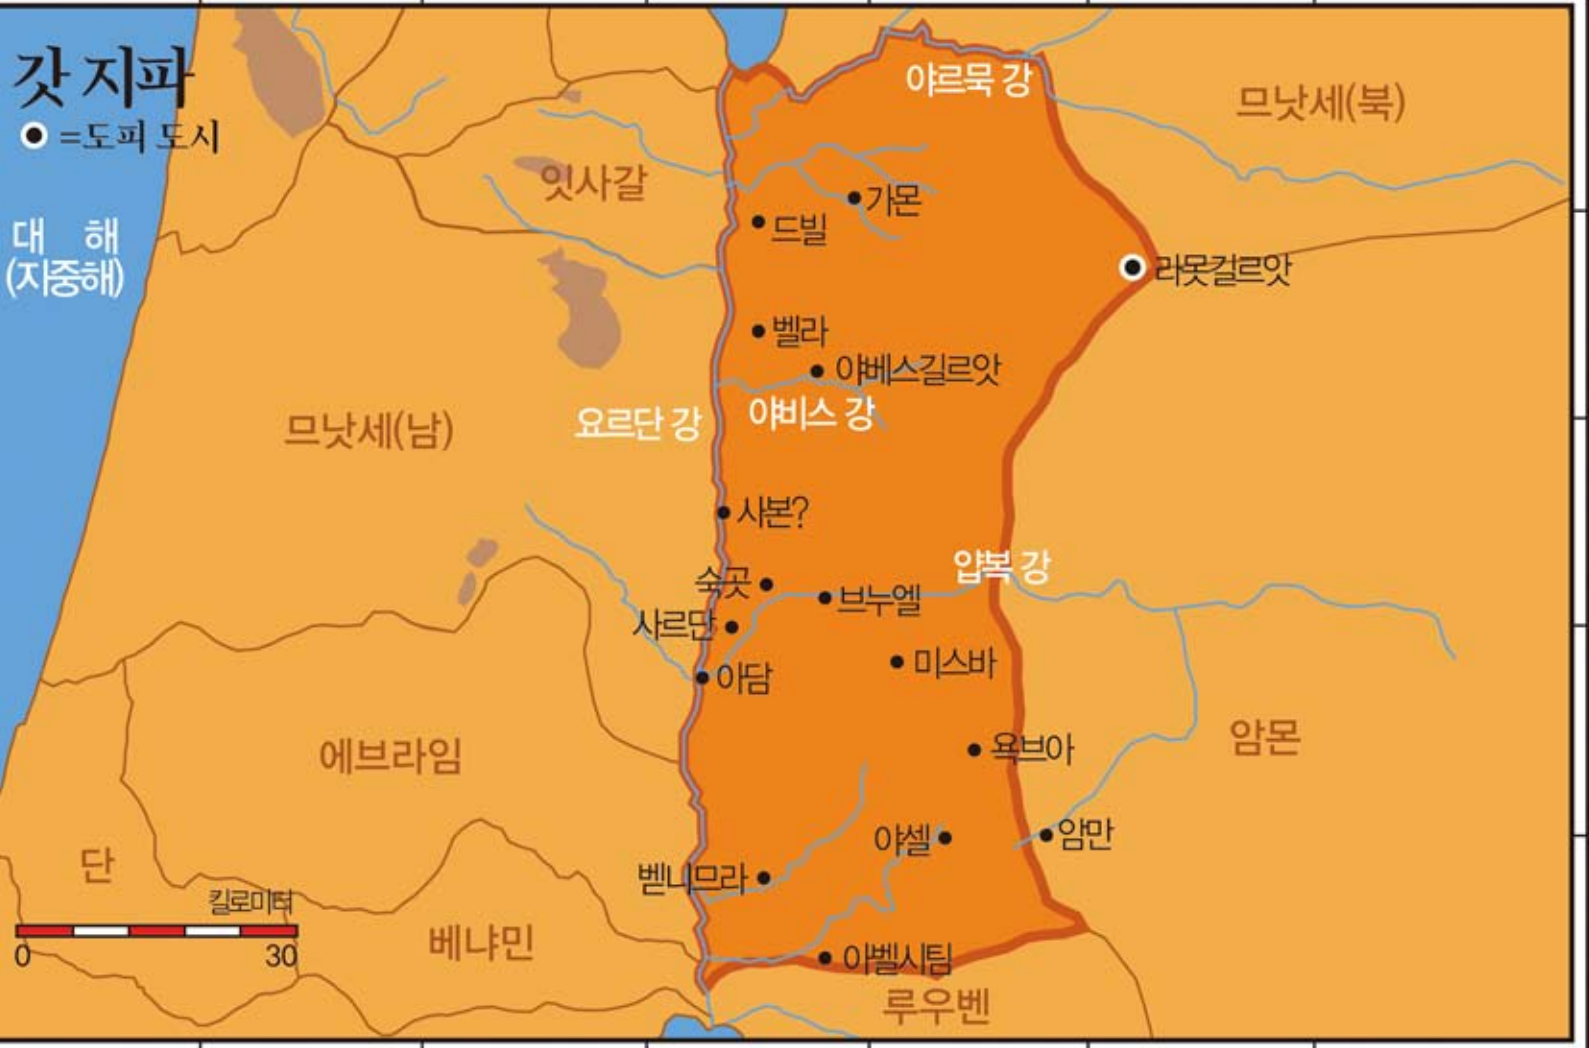 갓 지파
=도피 도시
야르묵 강
므낫세(북)
잇사갈
가몬
드빌
대 해
(지중해)
라못길르앗
벨라
야베스길르앗
므낫세(남)
요르단 강
야비스 강
사본?
얍복 강
숙곳
브누엘
사르단
미스바
아담
에브라임
욕브아
암몬
단
야셀
암만
벧니므라
킬로미터
0 30
베냐민
아벨시팀
루우벤